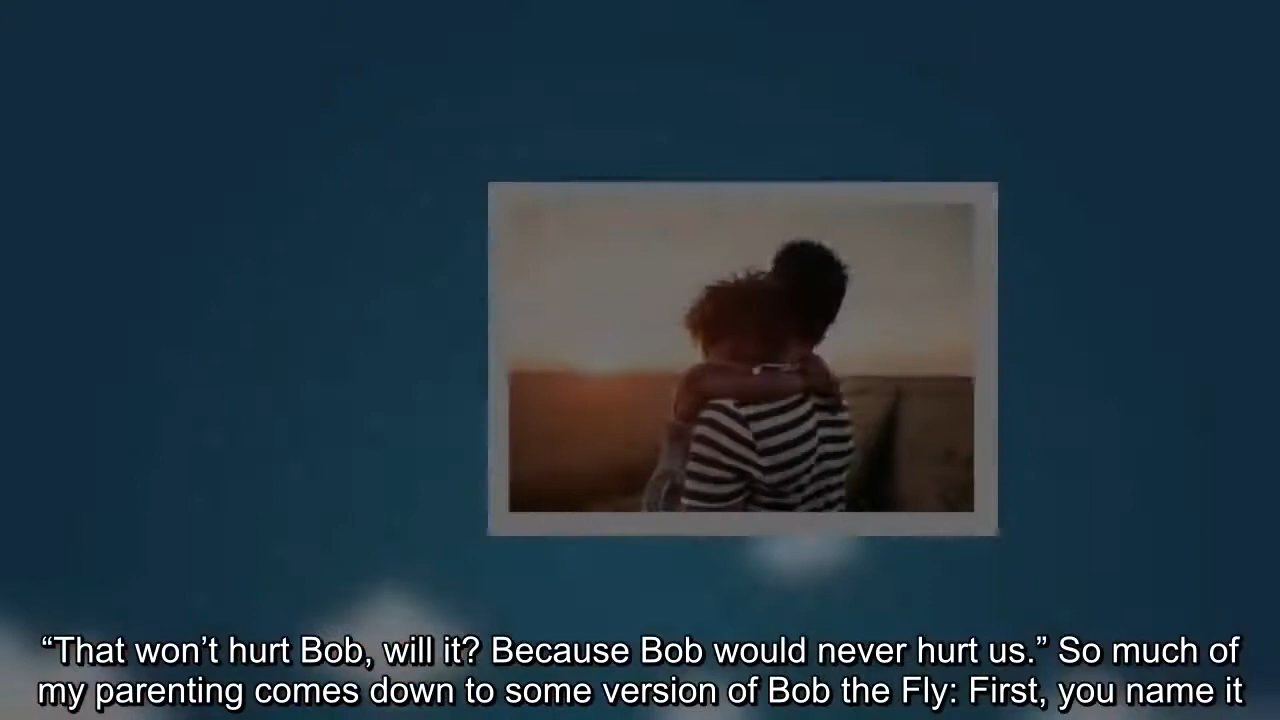 “That won’t hurt Bob, will it? Because Bob would never hurt us.” So much of
my parenting comes down to some version of Bob the Fly: First, you name it